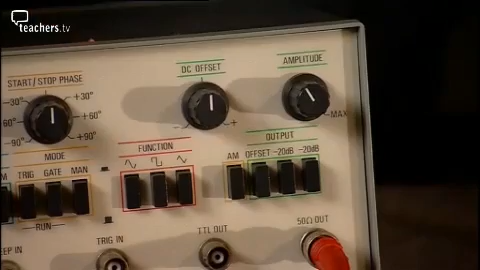 teachers.tv
START/STOP PHASE
DC OFFSET
AMPLITUDE
-30° +30°
60° +60°
-90° +90°
- +
MAX
MODE
TRIG GATE MAN
RUN
FUNCTION
OUTPUT
AM OFFSET -20dB -20dB
TRIG IN
TTL OUT
50Ω OUT